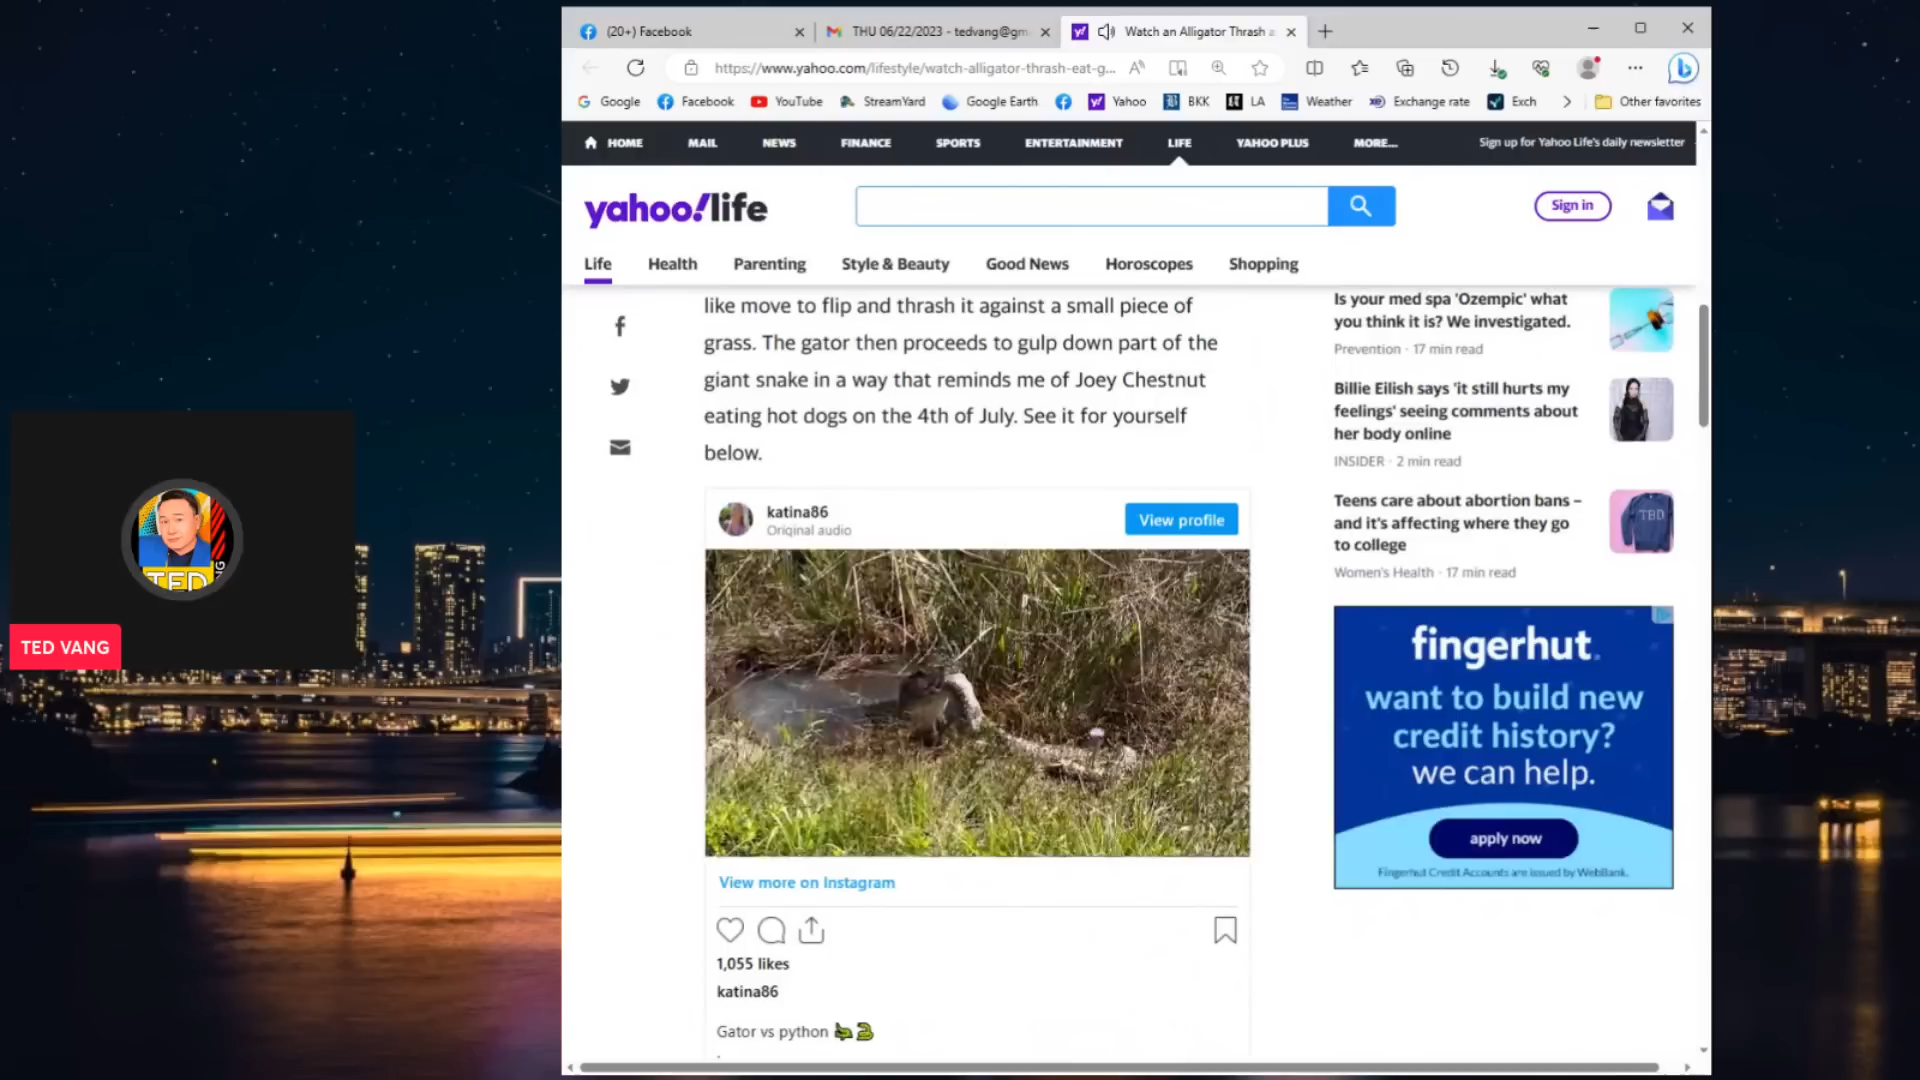 (20+) Facebook
THU 06/22/2023 - tedvang@gm
Watch an Alligator Thrash a
https://www.yahoo.com/lifestyle/watch-alligator-thrash-eat-g...
Google
Facebook
YouTube
StreamYard
Google Earth
Yahoo
BKK
LA
Weather
Exchange rate
Exch
Other favorites
HOME
MAIL
NEWS
FINANCE
SPORTS
ENTERTAINMENT
LIFE
YAHOO PLUS
MORE...
Sign up for Yahoo Life's daily newsletter
yahoo!life
Sign in
Life
Health
Parenting
Style & Beauty
Good News
Horoscopes
Shopping
like move to flip and thrash it against a small piece of
grass. The gator then proceeds to gulp down part of the
giant snake in a way that reminds me of Joey Chestnut
eating hot dogs on the 4th of July. See it for yourself
below.
katina86
Original audio
View profile
View more on Instagram
1,055 likes
katina86
Gator vs python 🐊🐍
Is your med spa 'Ozempic' what
you think it is? We investigated.
Prevention · 17 min read
Billie Eilish says 'it still hurts my
feelings' seeing comments about
her body online
INSIDER · 2 min read
Teens care about abortion bans –
and it's affecting where they go
to college
Women's Health · 17 min read
TBD
fingerhut.
want to build new
credit history?
we can help.
apply now
Fingerhut Credit Accounts are issued by WebBank.
TED
TED VANG